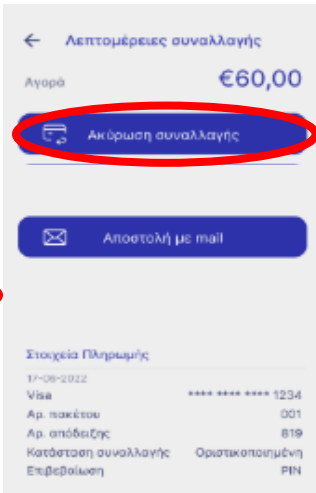 Λεπτομέρειες συναλλαγής
Αγορά €60,00
Ακύρωση συναλλαγής
Αποστολή με mail
Στοιχεία Πληρωμής
17-08-2022
Visa **** **** **** 1234
Αρ. πακέτου 001
Αρ. απόδειξης 819
Κατάσταση συναλλαγής Οριστικοποιημένη
Επιβεβαίωση PIN